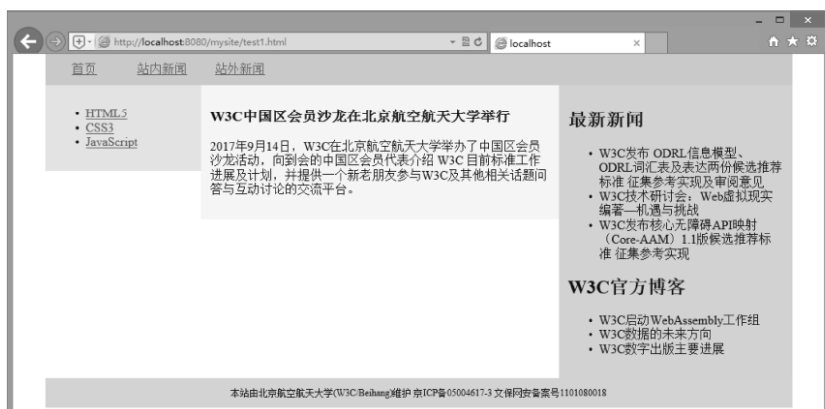 http://localhost:8080/mysite/test1.html
localhost
首页 站内新闻 站外新闻
• HTML5
• CSS3
• JavaScript
W3C中国区会员沙龙在北京航空航天大学举行
2017年9月14日，W3C在北京航空航天大学举办了中国区会员
沙龙活动，向到会的中国区会员代表介绍 W3C 目前标准工作
进展及计划，并提供一个新老朋友参与W3C及其他相关话题问
答与互动讨论的交流平台。
最新新闻
• W3C发布 ODRL信息模型、
ODRL词汇表及表达两份候选推荐
标准 征集参考实现及审阅意见
• W3C技术研讨会：Web虚拟现实
编著—机遇与挑战
• W3C发布核心无障碍API映射
（Core-AAM）1.1版候选推荐标
准 征集参考实现
W3C官方博客
• W3C启动WebAssembly工作组
• W3C数据的未来方向
• W3C数字出版主要进展
本站由北京航空航天大学(W3C/Beihang)维护 京ICP备05004617-3 文保网安备案号1101080018